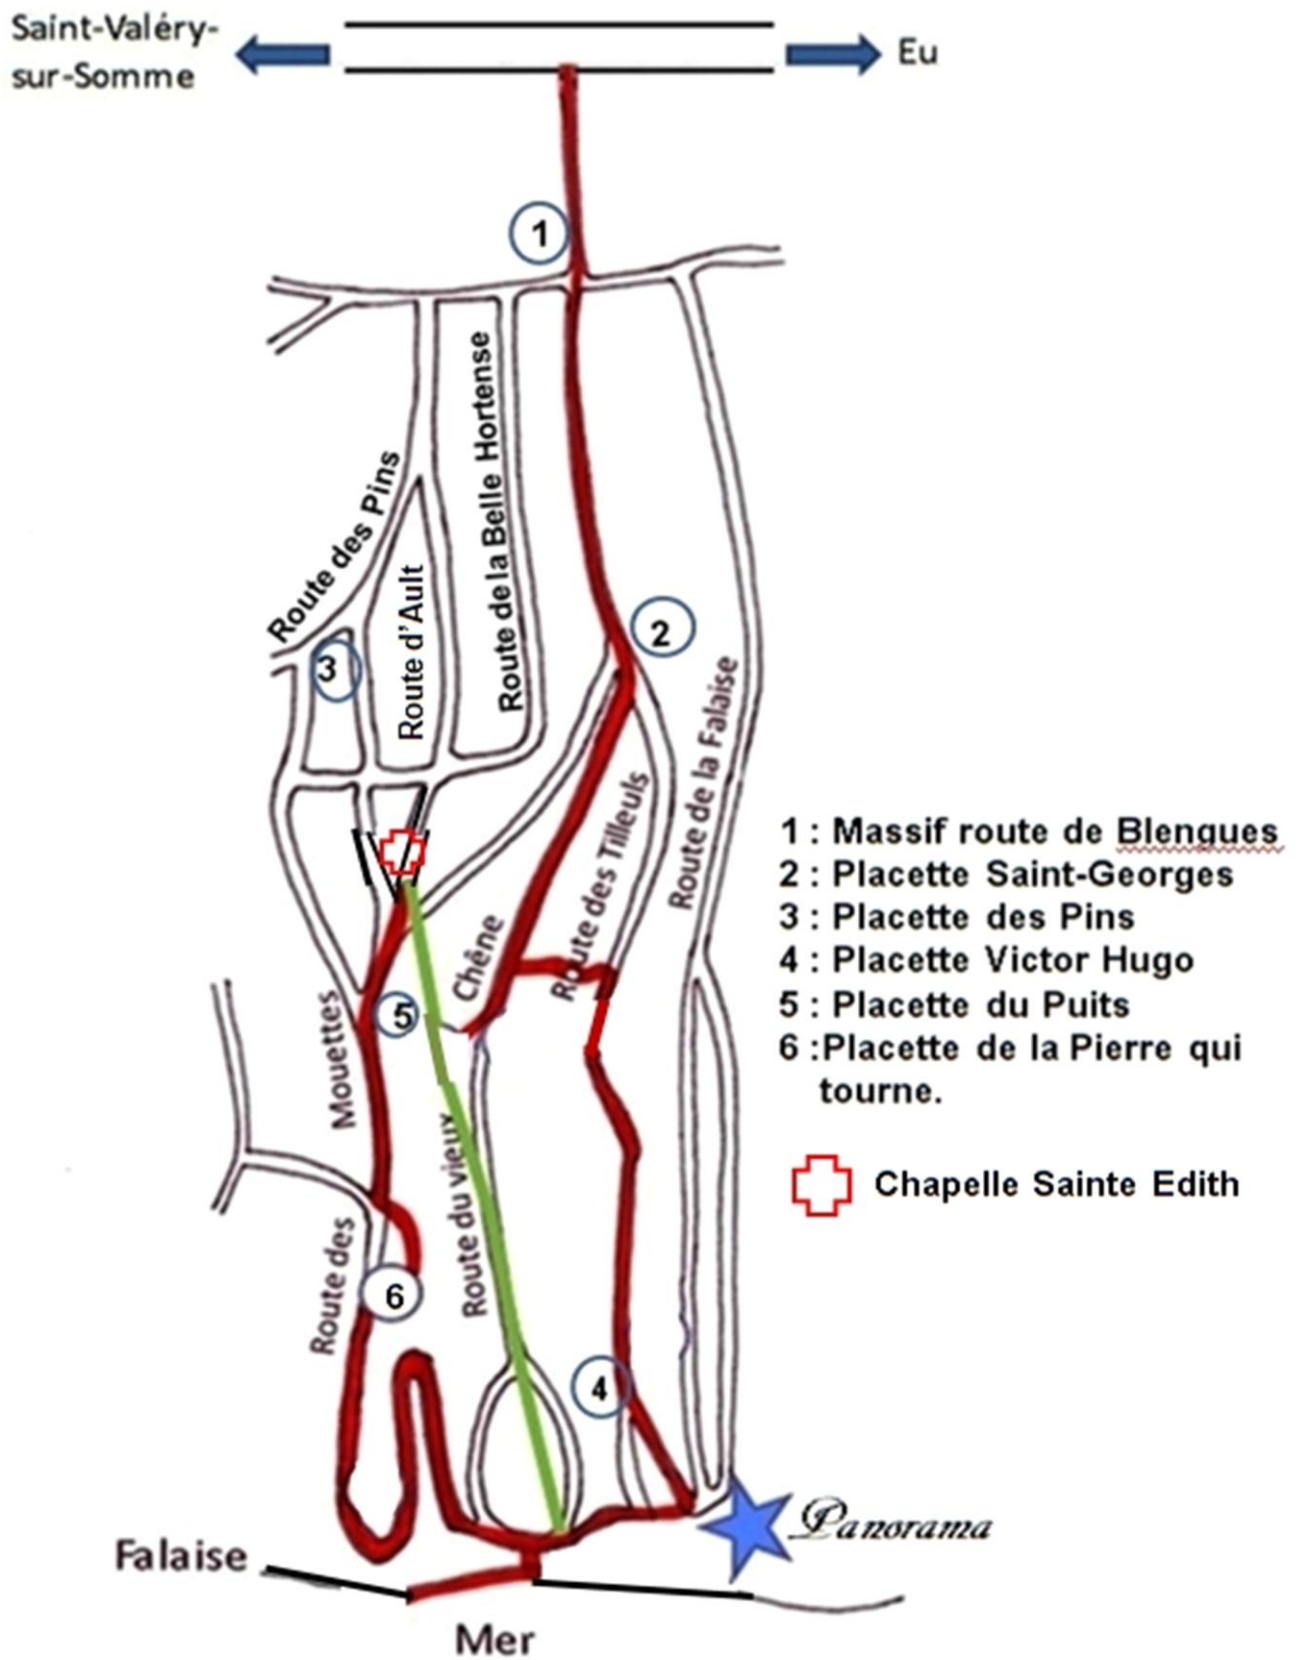 Saint-Valéry-
sur-Somme
Eu
1
Route des Pins
Route de la Belle Hortense
Route d'Ault
2
3
Route de la Falaise
Route des Tilleuls
1 : Massif route de Blengues
2 : Placette Saint-Georges
3 : Placette des Pins
4 : Placette Victor Hugo
5 : Placette du Puits
6 :Placette de la Pierre qui
tourne.
Chapelle Sainte Edith
Chêne
5
Mouettes
Route du vieux
Route des
6
4
Panorama
Falaise
Mer